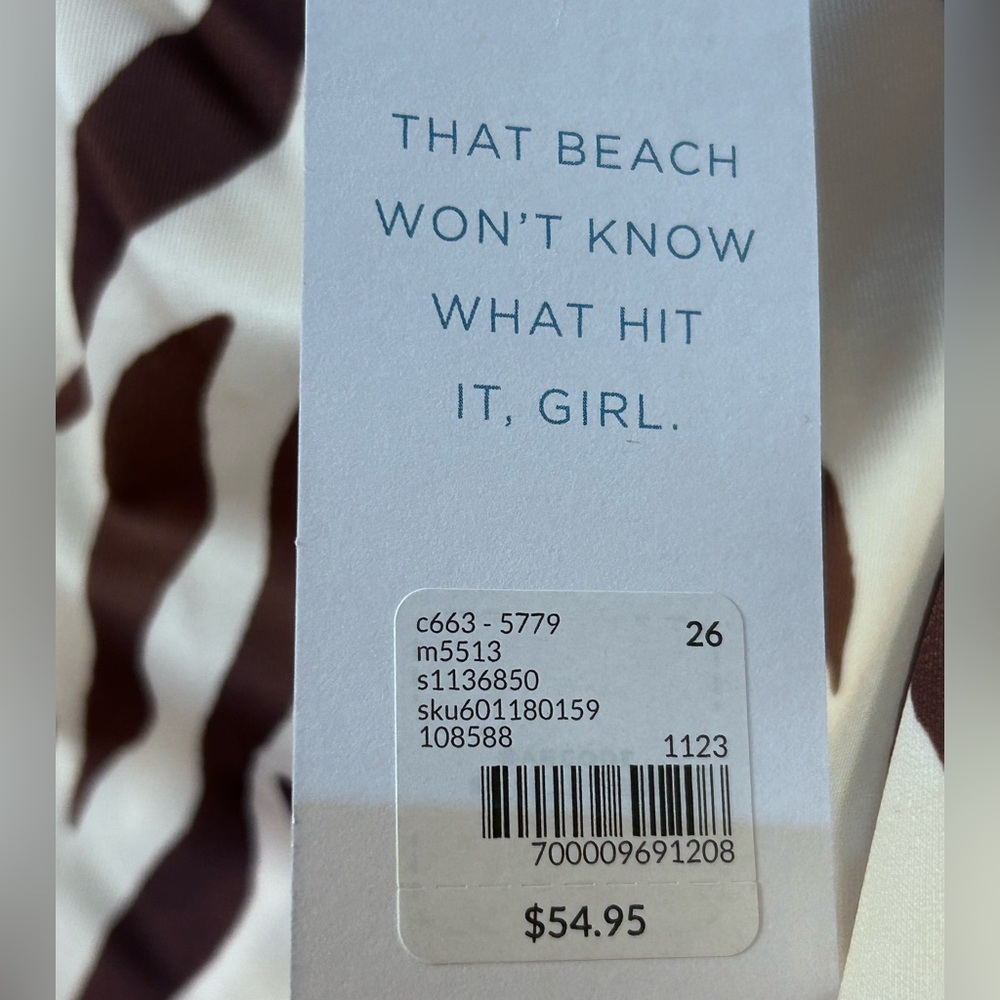 THAT BEACH
WON'T KNOW
WHAT HIT
IT, GIRL.
c663 - 5779 26
m5513
s1136850
sku601180159
108588 1123
700009691208
$54.95